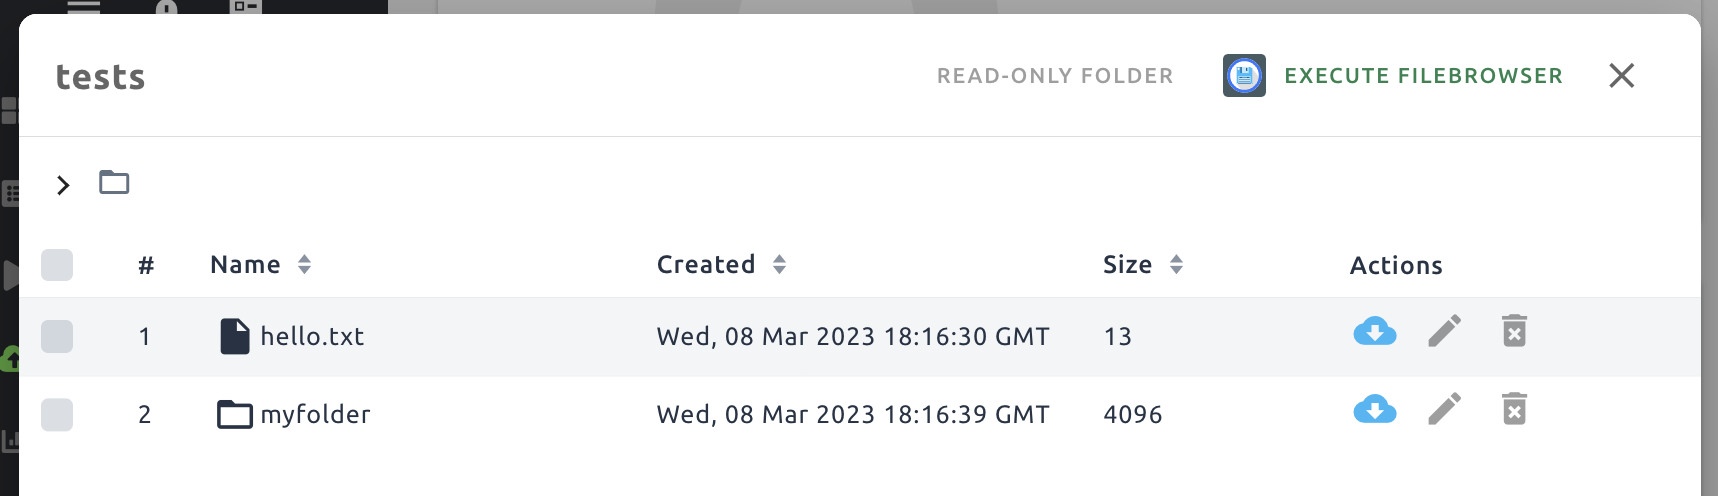 tests
READ-ONLY FOLDER
EXECUTE FILEBROWSER
# Name Created Size Actions
1 hello.txt Wed, 08 Mar 2023 18:16:30 GMT 13
2 myfolder Wed, 08 Mar 2023 18:16:39 GMT 4096